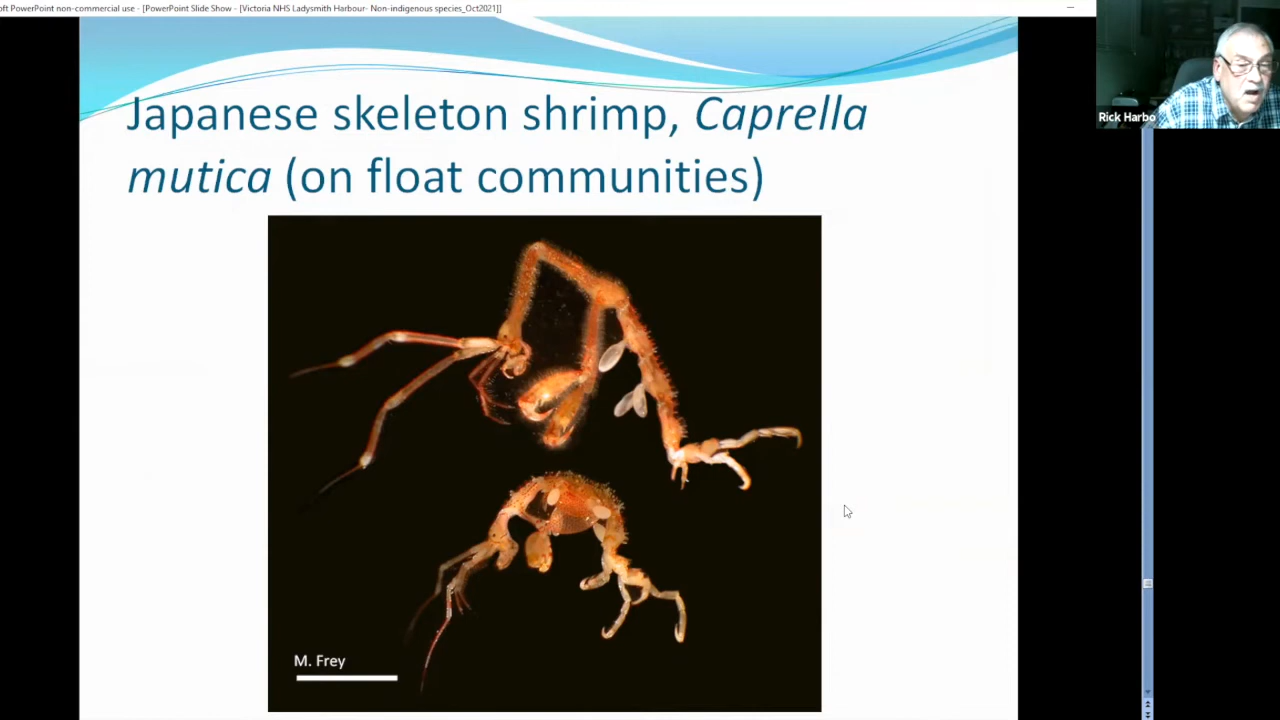 oft PowerPoint non-commercial use - [PowerPoint Slide Show - [Victoria NHS Ladysmith Harbour- Non-indigenous species_Oct2021]]
Rick Harbo
Japanese skeleton shrimp, Caprella
mutica (on float communities)
M. Frey